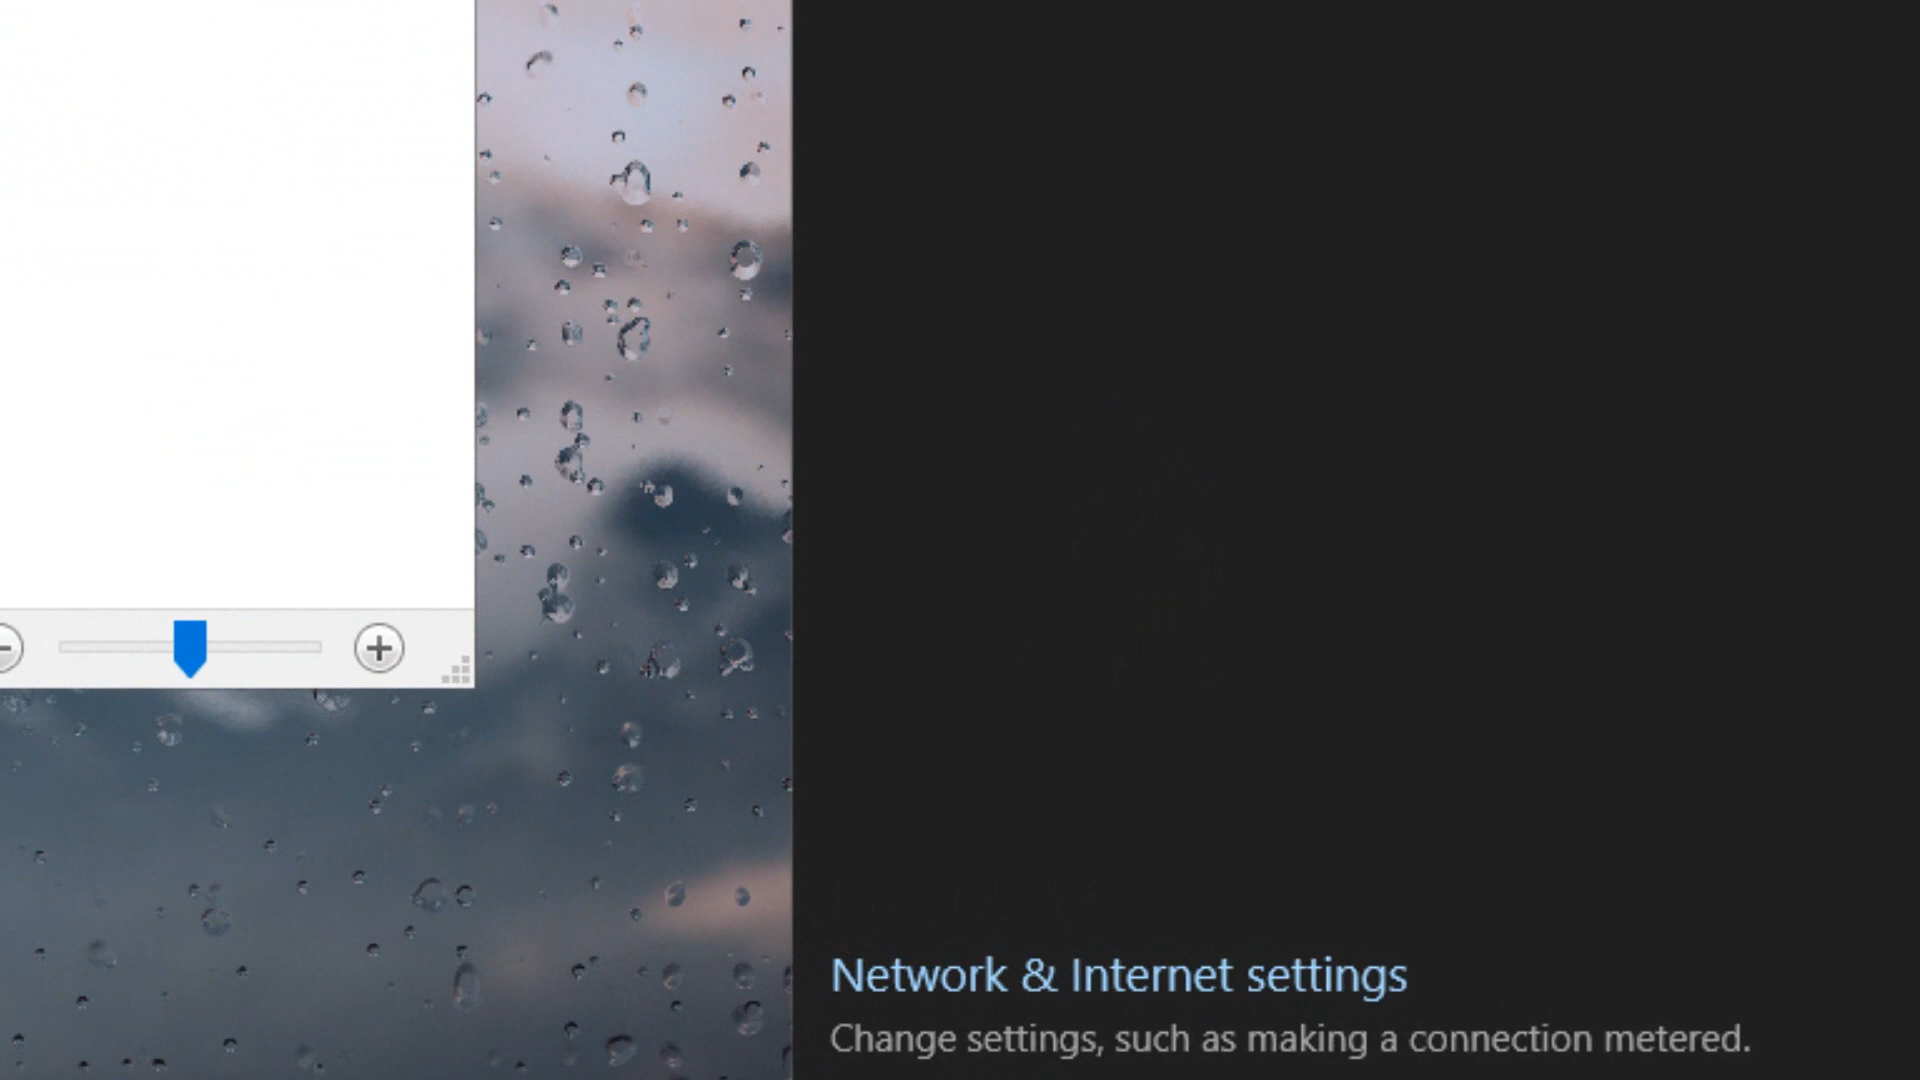 Network & Internet settings
Change settings, such as making a connection metered.